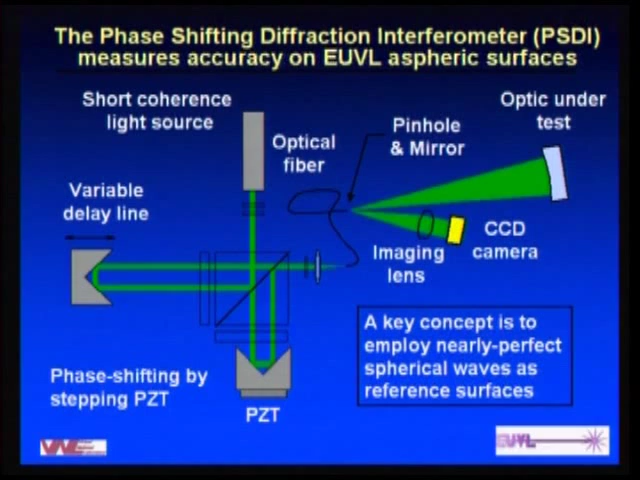 The Phase Shifting Diffraction Interferometer (PSDI)
measures accuracy on EUVL aspheric surfaces
Short coherence
light source
Optical
fiber
Pinhole
& Mirror
Optic under
test
Variable
delay line
Imaging
lens
CCD
camera
A key concept is to
employ nearly-perfect
spherical waves as
reference surfaces
Phase-shifting by
stepping PZT
PZT
EUVL